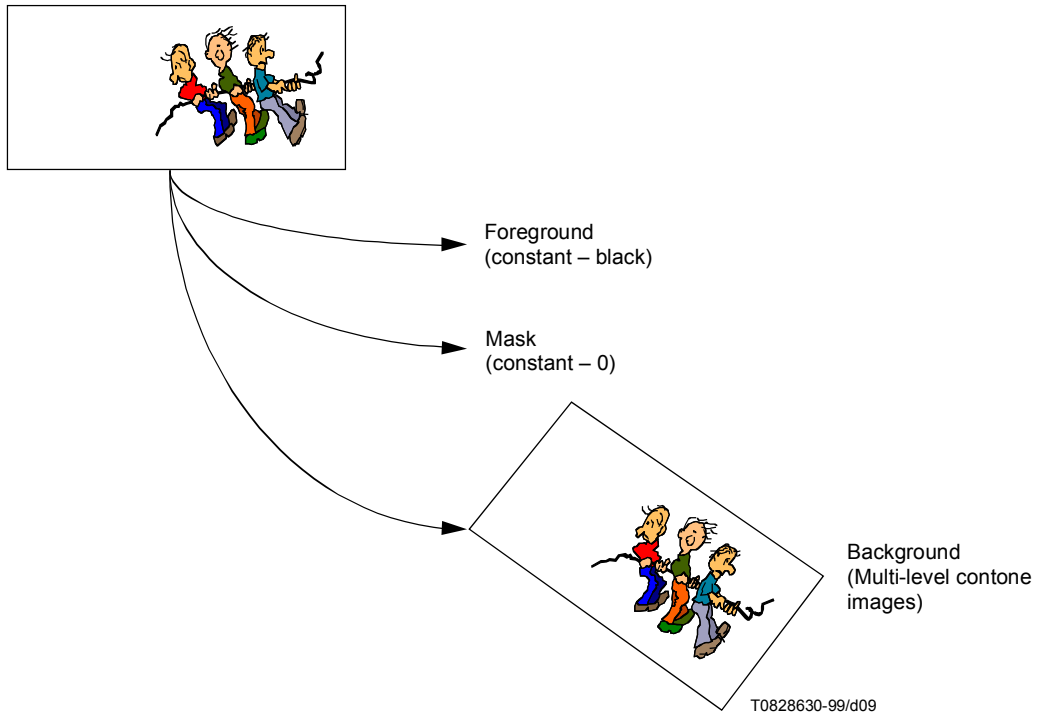 Foreground
(constant – black)
Mask
(constant – 0)
Background
(Multi-level contone
images)
T0828630-99/d09